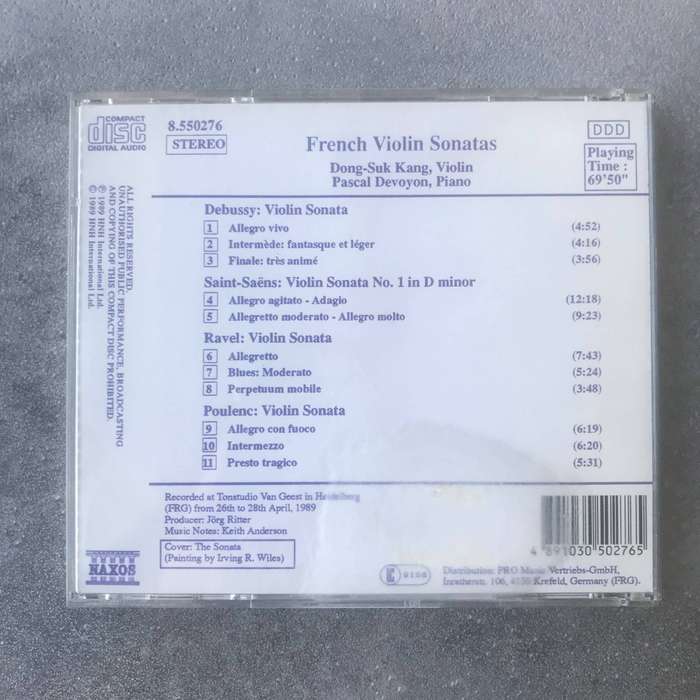 COMPACT
disc
DIGITAL AUDIO
8.550276
STEREO
French Violin Sonatas
Dong-Suk Kang, Violin
Pascal Devoyon, Piano
DDD
Playing
Time :
69'50"
Debussy: Violin Sonata
1 Allegro vivo (4:52)
2 Intermède: fantasque et léger (4:16)
3 Finale: très animé (3:56)
Saint-Saëns: Violin Sonata No. 1 in D minor
4 Allegro agitato - Adagio (12:18)
5 Allegretto moderato - Allegro molto (9:23)
Ravel: Violin Sonata
6 Allegretto (7:43)
7 Blues: Moderato (5:24)
8 Perpetuum mobile (3:48)
Poulenc: Violin Sonata
9 Allegro con fuoco (6:19)
10 Intermezzo (6:20)
11 Presto tragico (5:31)
Recorded at Tonstudio Van Geest in Heidelberg
(FRG) from 26th to 28th April, 1989
Producer: Jörg Ritter
Music Notes: Keith Anderson
Cover: The Sonata
(Painting by Irving R. Wiles)
4 891030 502765
Distribution: PRO Music Vertriebs-GmbH,
106, Krefeld, Germany (FRG).
NAXOS
ALL RIGHTS RESERVED.
UNAUTHORISED PUBLIC PERFORMANCE, BROADCASTING
AND COPYING OF THIS COMPACT DISC PROHIBITED.
℗ 1989 HNH International Ltd.
© 1989 HNH International Ltd.